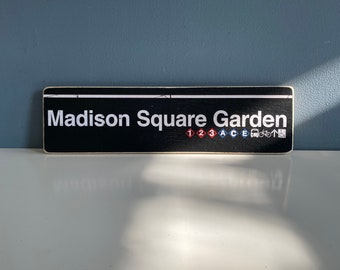 Madison Square Garden
1 2 3 A C E